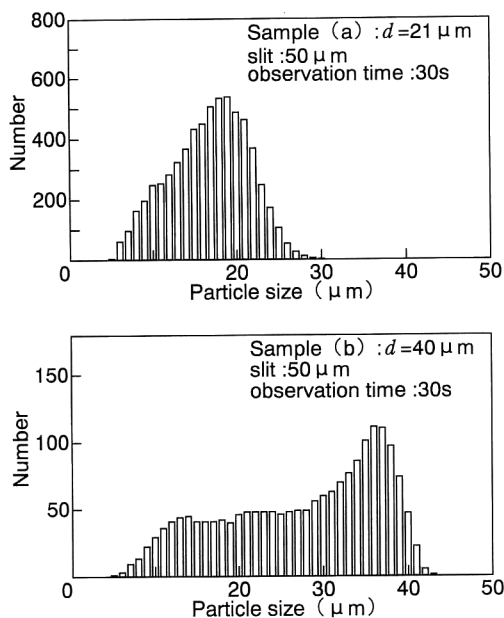 800
Sample (a) :d=21 μm
slit :50 μm
observation time :30s
600
400
200
Number
0 10 20 30 40 50
Particle size (μm)
Sample (b) :d=40 μm
slit :50 μm
observation time :30s
150
100
50
Number
0 10 20 30 40 50
Particle size (μm)